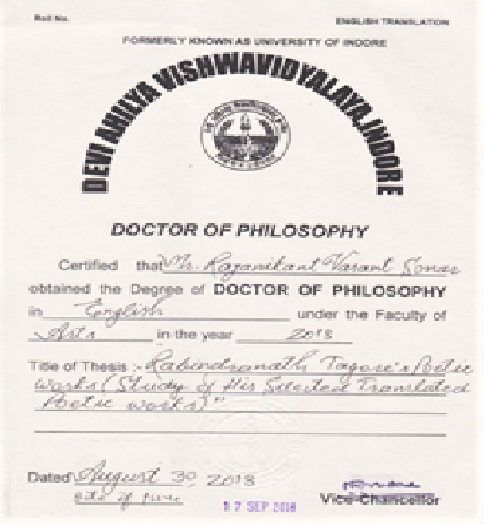 Roll No.
ENGLISH TRANSLATION
FORMERLY KNOWN AS UNIVERSITY OF INDORE
DEVI AHILYA VISHWAVIDYALAYA, INDORE
DOCTOR OF PHILOSOPHY
Certified that Mr. Rajanikant Vasant Sonar
obtained the Degree of DOCTOR OF PHILOSOPHY
in English under the Faculty of
Arts in the year 2018
Title of Thesis :- Rabindranath Tagore's Poetic
Works (Study of His Selected Translated
Poetic works)"
Dated August 30 2018
17 SEP 2018
Vice-Chancellor